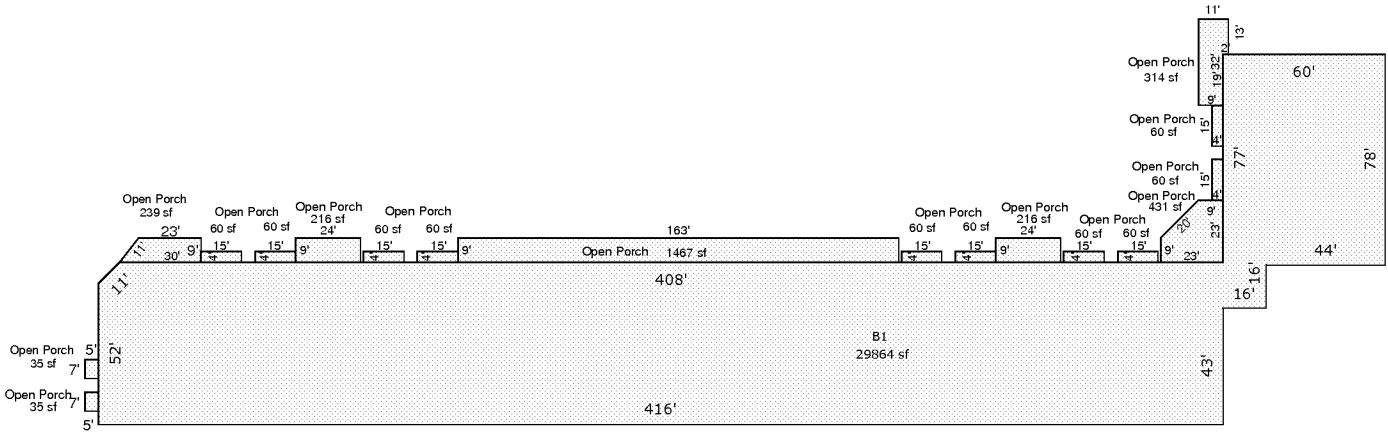 11'
13'
2'
Open Porch
314 sf
32'
19'
60'
9'
Open Porch
60 sf
15'
4'
77'
78'
Open Porch
60 sf
15'
4'
Open Porch
431 sf
9'
20'
23'
9'
23'
Open Porch
239 sf
23'
11'
30'
9'
Open Porch
60 sf
15'
4'
60 sf
15'
4'
Open Porch
216 sf
24'
9'
Open Porch
60 sf
15'
4'
60 sf
15'
4'
163'
9'
Open Porch
1467 sf
Open Porch
60 sf
15'
4'
60 sf
15'
4'
Open Porch
216 sf
24'
9'
Open Porch
60 sf
15'
4'
60 sf
15'
4'
44'
16'
16'
11'
408'
B1
29864 sf
52'
43'
Open Porch
35 sf
5'
7'
Open Porch
35 sf
7'
5'
416'